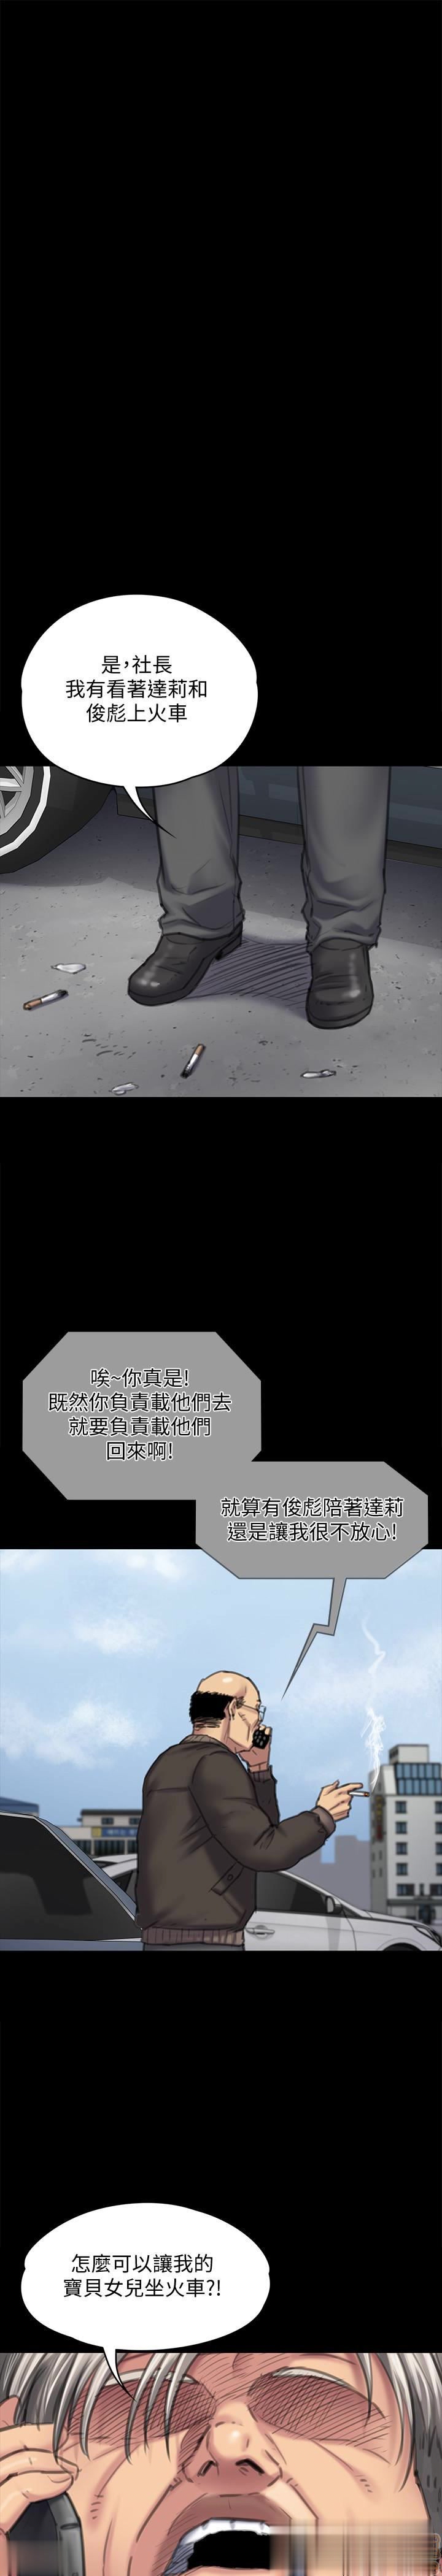 是,社長
我有看著達莉和
俊彪上火車
唉~你真是!
既然你負責載他們去
就要負責載他們
回來啊!
就算有俊彪陪著達莉
還是讓我很不放心!
怎麼可以讓我的
寶貝女兒坐火車?!